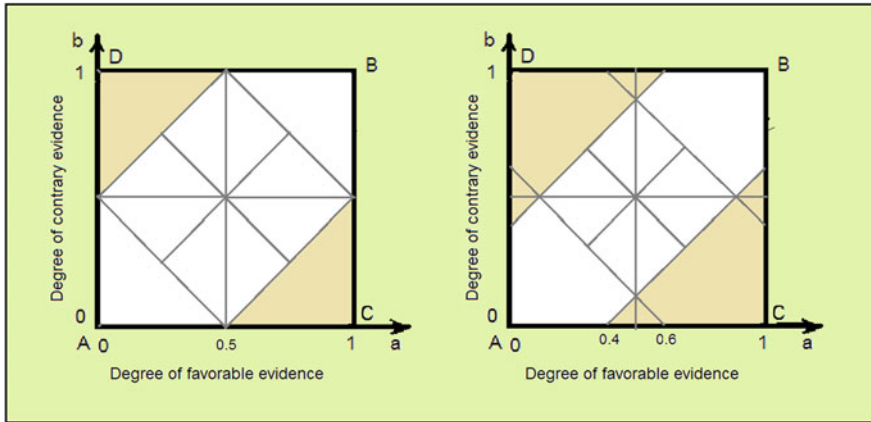 b
D
1
B
Degree of contrary evidence
0
C
A
0
0.5
1
a
Degree of favorable evidence
b
D
1
B
Degree of contrary evidence
0
C
A
0
0.4
0.6
1
a
Degree of favorable evidence